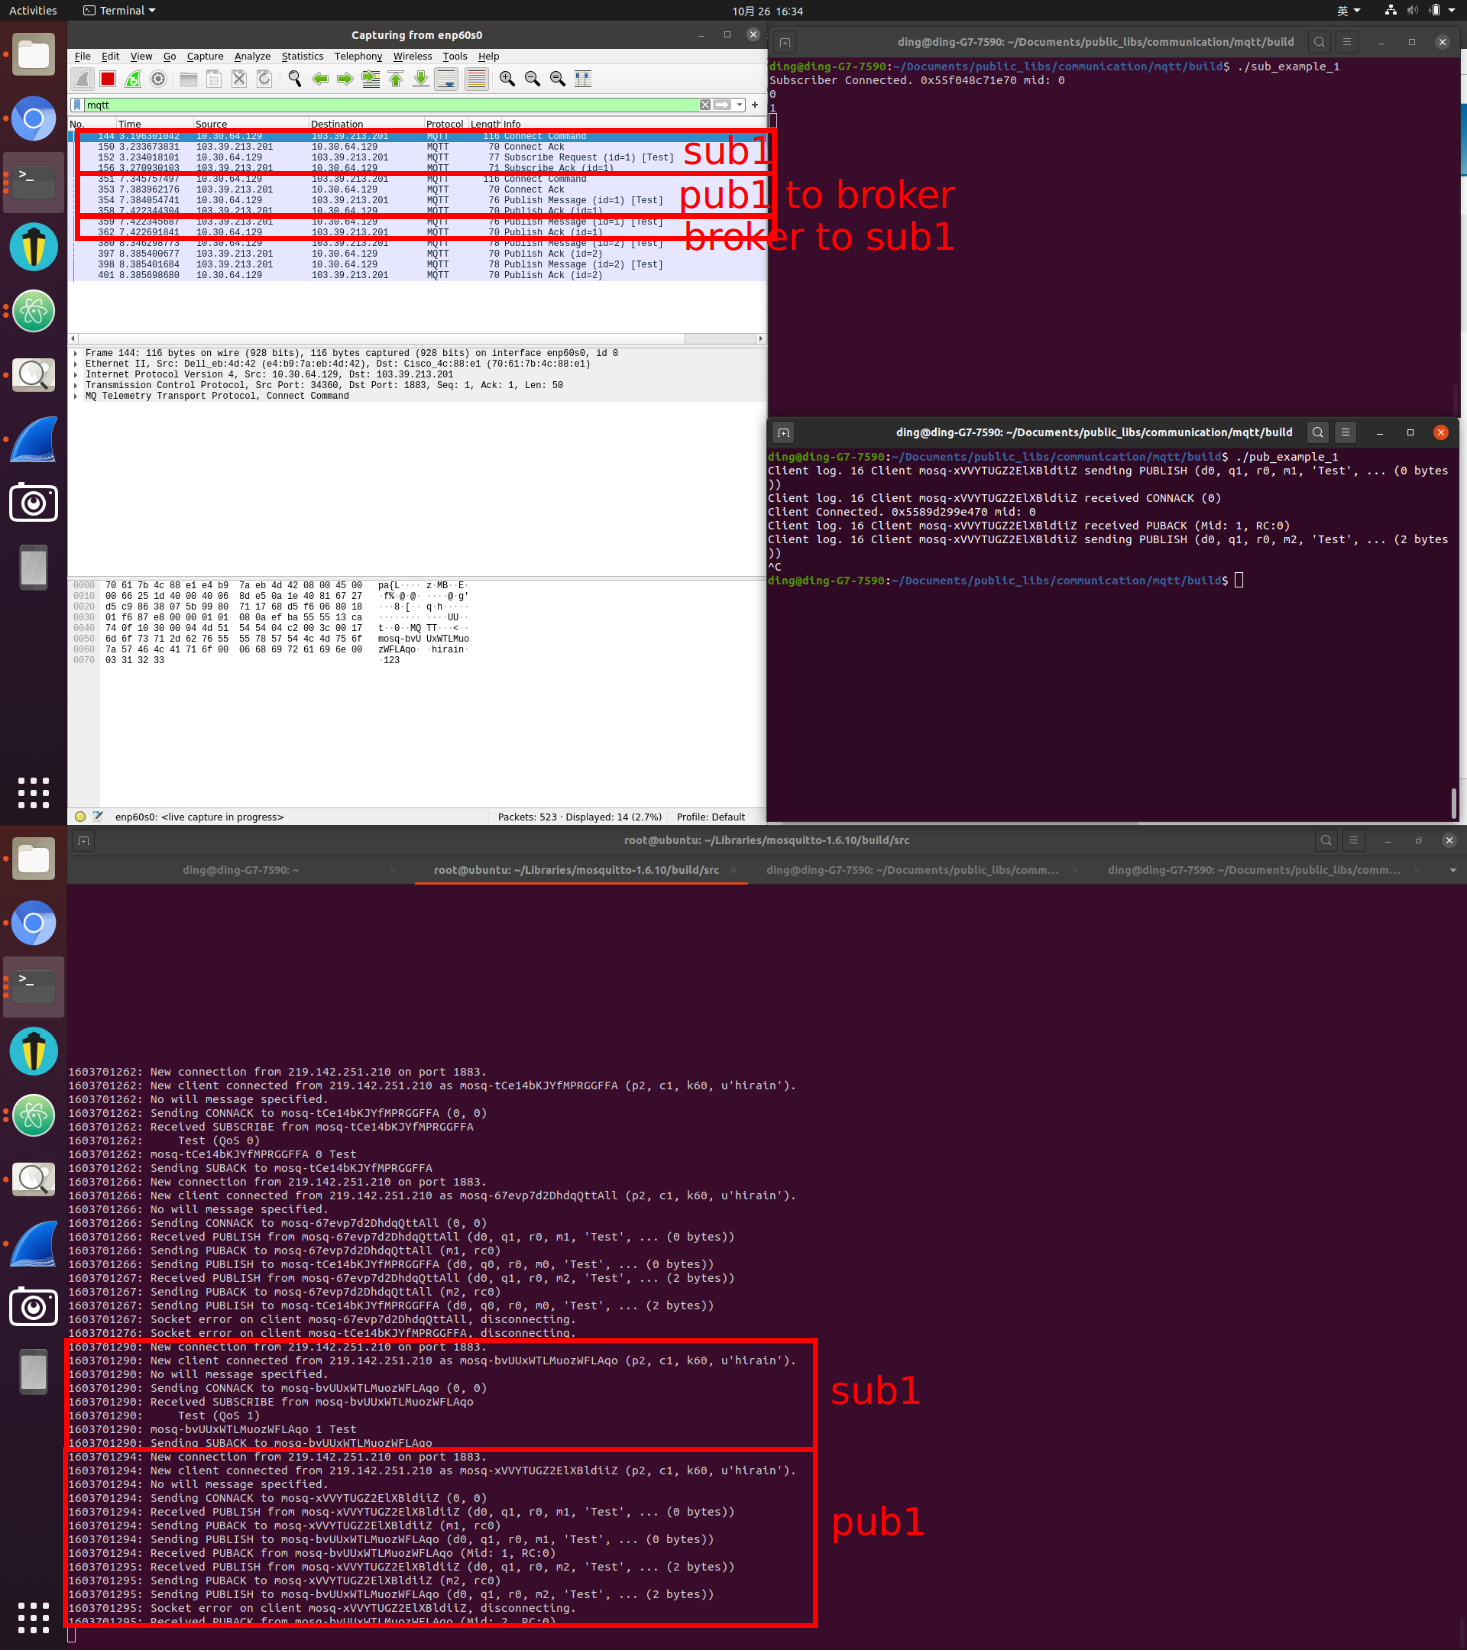 Activities
Terminal
10月 26 16:34
英
Capturing from enp60s0
File Edit View Go Capture Analyze Statistics Telephony Wireless Tools Help
mqtt
No. Time Source Destination Protocol Length Info
144 3.196301042 10.30.64.129 103.39.213.201 MQTT 116 Connect Command
150 3.233673831 103.39.213.201 10.30.64.129 MQTT 70 Connect Ack
152 3.234018101 10.30.64.129 103.39.213.201 MQTT 77 Subscribe Request (id=1) [Test]
156 3.270930103 103.39.213.201 10.30.64.129 MQTT 71 Subscribe Ack (id=1)
351 7.345757497 10.30.64.129 103.39.213.201 MQTT 116 Connect Command
353 7.383962176 103.39.213.201 10.30.64.129 MQTT 70 Connect Ack
354 7.384054741 10.30.64.129 103.39.213.201 MQTT 76 Publish Message (id=1) [Test]
358 7.422344304 103.39.213.201 10.30.64.129 MQTT 70 Publish Ack (id=1)
359 7.422345687 103.39.213.201 10.30.64.129 MQTT 76 Publish Message (id=1) [Test]
362 7.422691841 10.30.64.129 103.39.213.201 MQTT 70 Publish Ack (id=1)
380 8.346298773 10.30.64.129 103.39.213.201 MQTT 78 Publish Message (id=2) [Test]
397 8.385400677 103.39.213.201 10.30.64.129 MQTT 70 Publish Ack (id=2)
398 8.385401684 103.39.213.201 10.30.64.129 MQTT 78 Publish Message (id=2) [Test]
401 8.385698680 10.30.64.129 103.39.213.201 MQTT 70 Publish Ack (id=2)
sub1
pub1 to broker
broker to sub1
Frame 144: 116 bytes on wire (928 bits), 116 bytes captured (928 bits) on interface enp60s0, id 0
Ethernet II, Src: Dell_eb:4d:42 (e4:b9:7a:eb:4d:42), Dst: Cisco_4c:88:e1 (70:61:7b:4c:88:e1)
Internet Protocol Version 4, Src: 10.30.64.129, Dst: 103.39.213.201
Transmission Control Protocol, Src Port: 34360, Dst Port: 1883, Seq: 1, Ack: 1, Len: 50
MQ Telemetry Transport Protocol, Connect Command
0000 70 61 7b 4c 88 e1 e4 b9 7a eb 4d 42 08 00 45 00 pa{L···· z·MB··E·
0010 00 66 25 1d 40 00 40 06 8d e5 0a 1e 40 81 67 27 ·f%·@·@· ····@·g'
0020 d5 c9 86 38 07 5b 99 80 71 17 68 d5 f6 06 80 18 ···8·[·· q·h·····
0030 01 f6 87 e8 00 00 01 01 08 0a ef ba 55 55 13 ca ········ ····UU··
0040 74 0f 10 30 00 04 4d 51 54 54 04 c2 00 3c 00 17 t··0··MQ TT···<··
0050 6d 6f 73 71 2d 62 76 55 55 78 57 54 4c 4d 75 6f mosq-bvU UxWTLMuo
0060 7a 57 46 4c 41 71 6f 00 06 68 69 72 61 69 6e 00 zWFLAqo· ·hirain·
0070 03 31 32 33 ·123
enp60s0: <live capture in progress>
Packets: 523 · Displayed: 14 (2.7%)
Profile: Default
ding@ding-G7-7590: ~/Documents/public_libs/communication/mqtt/build
ding@ding-G7-7590:~/Documents/public_libs/communication/mqtt/build$ ./sub_example_1
Subscriber Connected. 0x55f048c71e70 mid: 0
0
1
ding@ding-G7-7590: ~/Documents/public_libs/communication/mqtt/build
ding@ding-G7-7590:~/Documents/public_libs/communication/mqtt/build$ ./pub_example_1
Client log. 16 Client mosq-xVVYTUGZ2ElXBldiiZ sending PUBLISH (d0, q1, r0, m1, 'Test', ... (0 bytes
))
Client log. 16 Client mosq-xVVYTUGZ2ElXBldiiZ received CONNACK (0)
Client Connected. 0x5589d299e470 mid: 0
Client log. 16 Client mosq-xVVYTUGZ2ElXBldiiZ received PUBACK (Mid: 1, RC:0)
Client log. 16 Client mosq-xVVYTUGZ2ElXBldiiZ sending PUBLISH (d0, q1, r0, m2, 'Test', ... (2 bytes
))
^C
ding@ding-G7-7590:~/Documents/public_libs/communication/mqtt/build$
root@ubuntu: ~/Libraries/mosquitto-1.6.10/build/src
ding@ding-G7-7590: ~
root@ubuntu: ~/Libraries/mosquitto-1.6.10/build/src
ding@ding-G7-7590: ~/Documents/public_libs/comm...
ding@ding-G7-7590: ~/Documents/public_libs/comm...
1603701262: New connection from 219.142.251.210 on port 1883.
1603701262: New client connected from 219.142.251.210 as mosq-tCe14bKJYfMPRGGFFA (p2, c1, k60, u'hirain').
1603701262: No will message specified.
1603701262: Sending CONNACK to mosq-tCe14bKJYfMPRGGFFA (0, 0)
1603701262: Received SUBSCRIBE from mosq-tCe14bKJYfMPRGGFFA
1603701262: Test (QoS 0)
1603701262: mosq-tCe14bKJYfMPRGGFFA 0 Test
1603701262: Sending SUBACK to mosq-tCe14bKJYfMPRGGFFA
1603701266: New connection from 219.142.251.210 on port 1883.
1603701266: New client connected from 219.142.251.210 as mosq-67evp7d2DhdqQttAll (p2, c1, k60, u'hirain').
1603701266: No will message specified.
1603701266: Sending CONNACK to mosq-67evp7d2DhdqQttAll (0, 0)
1603701266: Received PUBLISH from mosq-67evp7d2DhdqQttAll (d0, q1, r0, m1, 'Test', ... (0 bytes))
1603701266: Sending PUBACK to mosq-67evp7d2DhdqQttAll (m1, rc0)
1603701266: Sending PUBLISH to mosq-tCe14bKJYfMPRGGFFA (d0, q0, r0, m0, 'Test', ... (0 bytes))
1603701267: Received PUBLISH from mosq-67evp7d2DhdqQttAll (d0, q1, r0, m2, 'Test', ... (2 bytes))
1603701267: Sending PUBACK to mosq-67evp7d2DhdqQttAll (m2, rc0)
1603701267: Sending PUBLISH to mosq-tCe14bKJYfMPRGGFFA (d0, q0, r0, m0, 'Test', ... (2 bytes))
1603701267: Socket error on client mosq-67evp7d2DhdqQttAll, disconnecting.
1603701276: Socket error on client mosq-tCe14bKJYfMPRGGFFA, disconnecting.
1603701290: New connection from 219.142.251.210 on port 1883.
1603701290: New client connected from 219.142.251.210 as mosq-bvUUxWTLMuozWFLAqo (p2, c1, k60, u'hirain').
1603701290: No will message specified.
1603701290: Sending CONNACK to mosq-bvUUxWTLMuozWFLAqo (0, 0)
1603701290: Received SUBSCRIBE from mosq-bvUUxWTLMuozWFLAqo
1603701290: Test (QoS 1)
1603701290: mosq-bvUUxWTLMuozWFLAqo 1 Test
1603701290: Sending SUBACK to mosq-bvUUxWTLMuozWFLAqo
sub1
1603701294: New connection from 219.142.251.210 on port 1883.
1603701294: New client connected from 219.142.251.210 as mosq-xVVYTUGZ2ElXBldiiZ (p2, c1, k60, u'hirain').
1603701294: No will message specified.
1603701294: Sending CONNACK to mosq-xVVYTUGZ2ElXBldiiZ (0, 0)
1603701294: Received PUBLISH from mosq-xVVYTUGZ2ElXBldiiZ (d0, q1, r0, m1, 'Test', ... (0 bytes))
1603701294: Sending PUBACK to mosq-xVVYTUGZ2ElXBldiiZ (m1, rc0)
1603701294: Sending PUBLISH to mosq-bvUUxWTLMuozWFLAqo (d0, q1, r0, m1, 'Test', ... (0 bytes))
1603701294: Received PUBACK from mosq-bvUUxWTLMuozWFLAqo (Mid: 1, RC:0)
1603701295: Received PUBLISH from mosq-xVVYTUGZ2ElXBldiiZ (d0, q1, r0, m2, 'Test', ... (2 bytes))
1603701295: Sending PUBACK to mosq-xVVYTUGZ2ElXBldiiZ (m2, rc0)
1603701295: Sending PUBLISH to mosq-bvUUxWTLMuozWFLAqo (d0, q1, r0, m2, 'Test', ... (2 bytes))
1603701295: Socket error on client mosq-xVVYTUGZ2ElXBldiiZ, disconnecting.
1603701295: Received PUBACK from mosq-bvUUxWTLMuozWFLAqo (Mid: 2, RC:0)
pub1